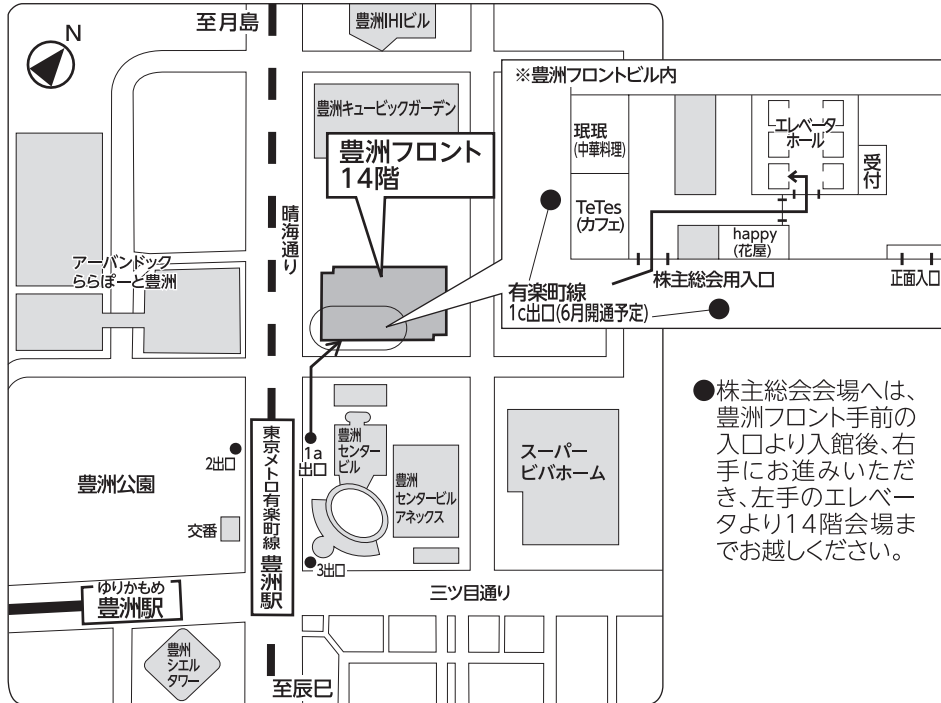 N
至月島
豊洲IHIビル
豊洲キュービックガーデン
豊洲フロント
14階
晴海通り
アーバンドック
ららぽーと豊洲
※豊洲フロントビル内
珉珉
(中華料理)
TeTes
(カフェ)
エレベータ
ホール
受付
happy
(花屋)
株主総会用入口
正面入口
有楽町線
1c出口(6月開通予定)
●株主総会会場へは、
豊洲フロント手前の
入口より入館後、右
手にお進みいただ
き、左手のエレベー
タより14階会場ま
でお越しください。
2出口
豊洲公園
交番
東京メトロ有楽町線 豊洲駅
1a
出口
豊洲
センター
ビル
豊洲
センタービル
アネックス
スーパー
ビバホーム
3出口
三ツ目通り
ゆりかもめ
豊洲駅
豊州
シエル
タワー
至辰巳